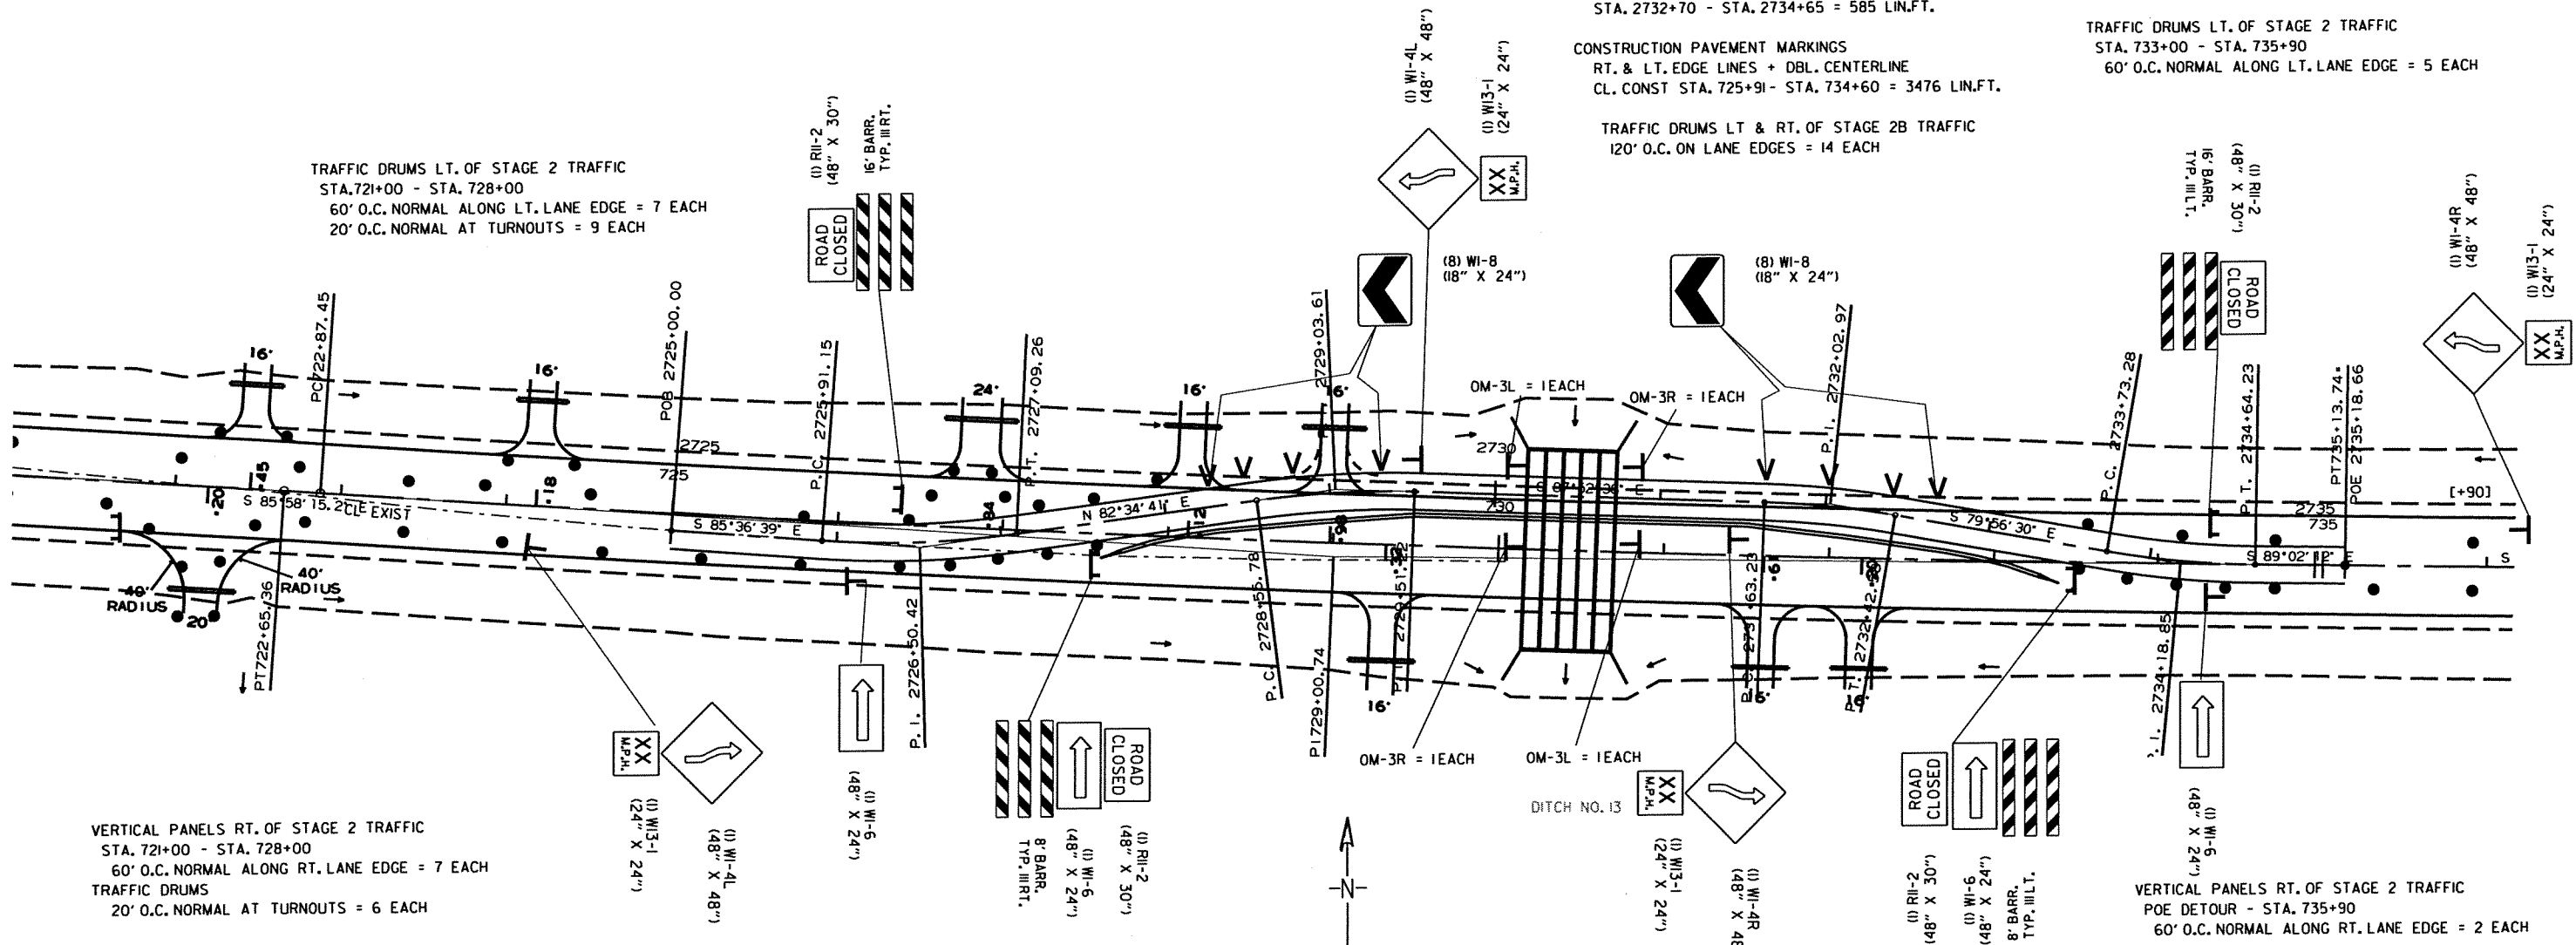 STA. 2732+70 - STA. 2734+65 = 585 LIN.FT.
CONSTRUCTION PAVEMENT MARKINGS
RT. & LT. EDGE LINES + DBL. CENTERLINE
CL. CONST STA. 725+91 - STA. 734+60 = 3476 LIN.FT.
TRAFFIC DRUMS LT & RT. OF STAGE 2B TRAFFIC
120' O.C. ON LANE EDGES = 14 EACH
TRAFFIC DRUMS LT. OF STAGE 2 TRAFFIC
STA. 733+00 - STA. 735+90
60' O.C. NORMAL ALONG LT. LANE EDGE = 5 EACH
TRAFFIC DRUMS LT. OF STAGE 2 TRAFFIC
STA. 721+00 - STA. 728+00
60' O.C. NORMAL ALONG LT. LANE EDGE = 7 EACH
20' O.C. NORMAL AT TURNOUTS = 9 EACH
(1) R11-2
(48" X 30")
16' BARR.
TYP. III RT.
ROAD
CLOSED
(1) W1-4L
(48" X 48")
(1) W13-1
(24" X 24")
XX
M.P.H.
(8) W1-8
(18" X 24")
(8) W1-8
(18" X 24")
(1) R11-2
(48" X 30")
16' BARR.
TYP. III LT.
ROAD
CLOSED
(1) W1-4R
(48" X 48")
(1) W13-1
(24" X 24")
XX
M.P.H.
16'
PC722+87.45
16'
POB 2725+00.00
P.C. 2725+91.15
24'
P.T. 2727+09.26
16'
2729+03.61
16'
OM-3L = 1 EACH
OM-3R = 1 EACH
P.I. 2732+02.97
P.C. 2733+73.28
P.T. 2734+64.23
PT735+13.74
POE 2735+18.66
[+90]
2725
725
2730
730
2735
735
.20
.45
.18
.84
S 85°58'15.2" E
CL EXIST
S 85°36'39" E
N 82°34'41" E
S 79°56'30" E
S 89°02'12" E
S
40'
RADIUS
40'
RADIUS
20'
PT722+65.36
P.I. 2726+50.42
P.C. 2728+55.78
PI729+00.74
16'
16'
16'
P.I. 2734+18.85
OM-3R = 1 EACH
OM-3L = 1 EACH
DITCH NO. 13
XX
M.P.H.
(1) W13-1
(24" X 24")
(1) W1-4L
(48" X 48")
(1) W1-6
(48" X 24")
ROAD
CLOSED
8' BARR.
TYP. III RT.
(1) W1-6
(48" X 24")
(1) R11-2
(48" X 30")
-N-
XX
M.P.H.
(1) W13-1
(24" X 24")
(1) W1-4R
(48" X 48
ROAD
CLOSED
(1) R11-2
(48" X 30")
(1) W1-6
(48" X 24")
8' BARR.
TYP. III LT.
(1) W1-6
(48" X 24")
VERTICAL PANELS RT. OF STAGE 2 TRAFFIC
STA. 721+00 - STA. 728+00
60' O.C. NORMAL ALONG RT. LANE EDGE = 7 EACH
TRAFFIC DRUMS
20' O.C. NORMAL AT TURNOUTS = 6 EACH
VERTICAL PANELS RT. OF STAGE 2 TRAFFIC
POE DETOUR - STA. 735+90
60' O.C. NORMAL ALONG RT. LANE EDGE = 2 EACH